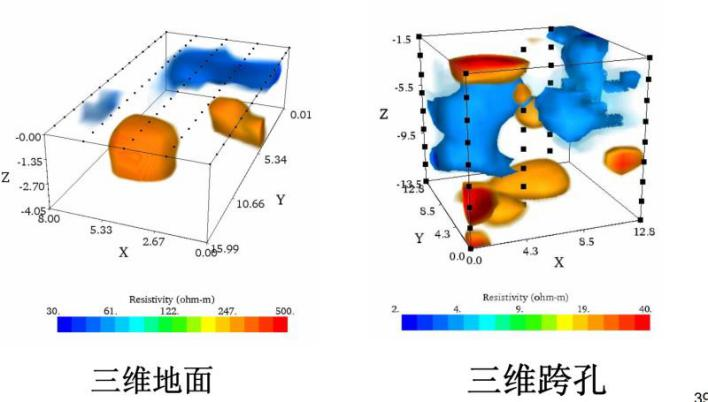 -0.00
-1.35
-2.70
-4.05
Z
8.00
5.33
2.67
0.00
X
15.99
10.66
5.34
0.01
Y
Resistivity (ohm-m)
30. 61. 122. 247. 500.
三维地面
-1.5
-5.5
-9.5
-13.5
Z
12.8
8.5
4.3
0.0
Y
0.0
4.3
8.5
12.8
X
Resistivity (ohm-m)
2. 4. 9. 19. 40.
三维跨孔
39